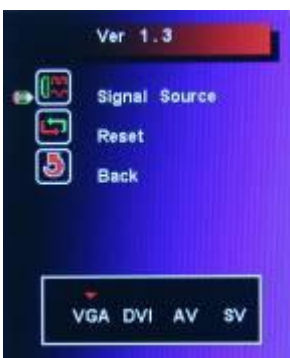 Ver 1.3
Signal Source
Reset
Back
VGA DVI AV SV